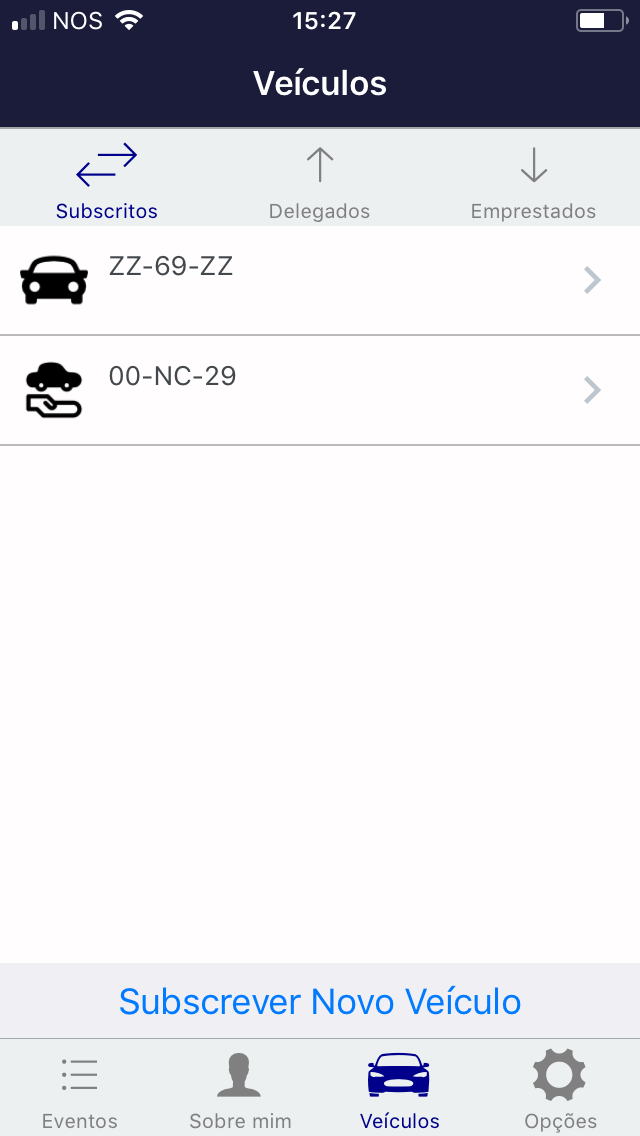 NOS 15:27
Veículos
Subscritos Delegados Emprestados
ZZ-69-ZZ
00-NC-29
Subscrever Novo Veículo
Eventos Sobre mim Veículos Opções